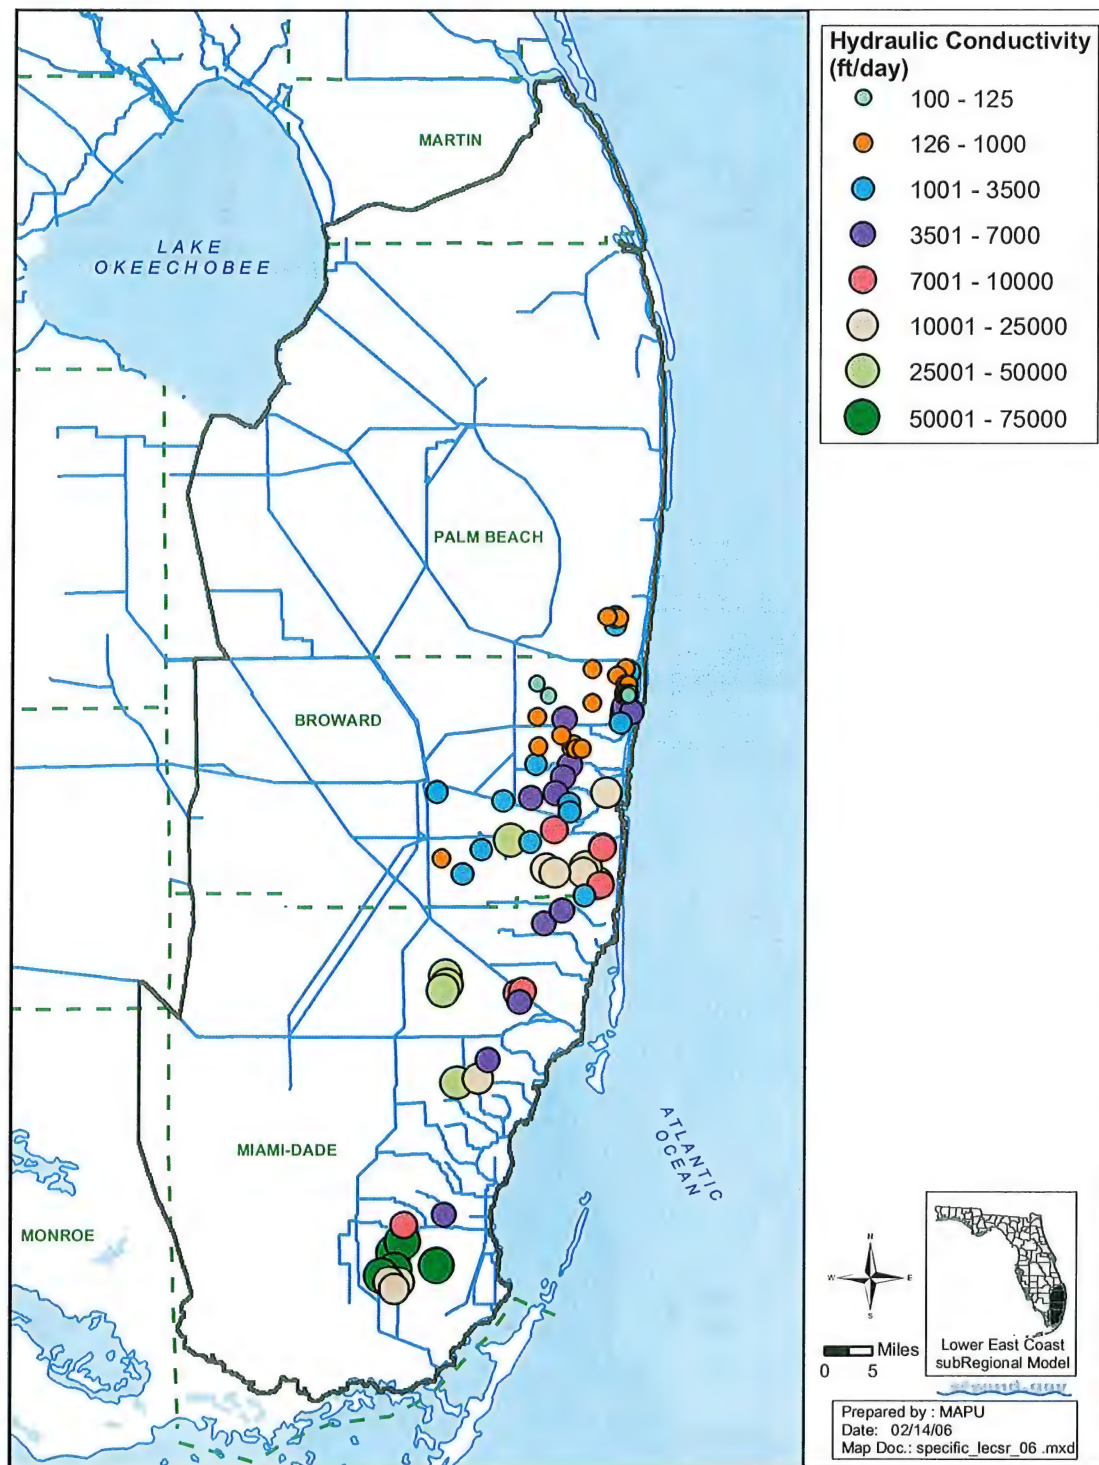 Hydraulic Conductivity
(ft/day)
100 - 125
126 - 1000
1001 - 3500
3501 - 7000
7001 - 10000
10001 - 25000
25001 - 50000
50001 - 75000
MARTIN
LAKE
OKEECHOBEE
PALM BEACH
BROWARD
ATLANTIC
OCEAN
MIAMI-DADE
MONROE
N
W
E
S
Miles
0 5
Lower East Coast
subRegional Model
Prepared by : MAPU
Date: 02/14/06
Map Doc.: specific_lecsr_06 .mxd